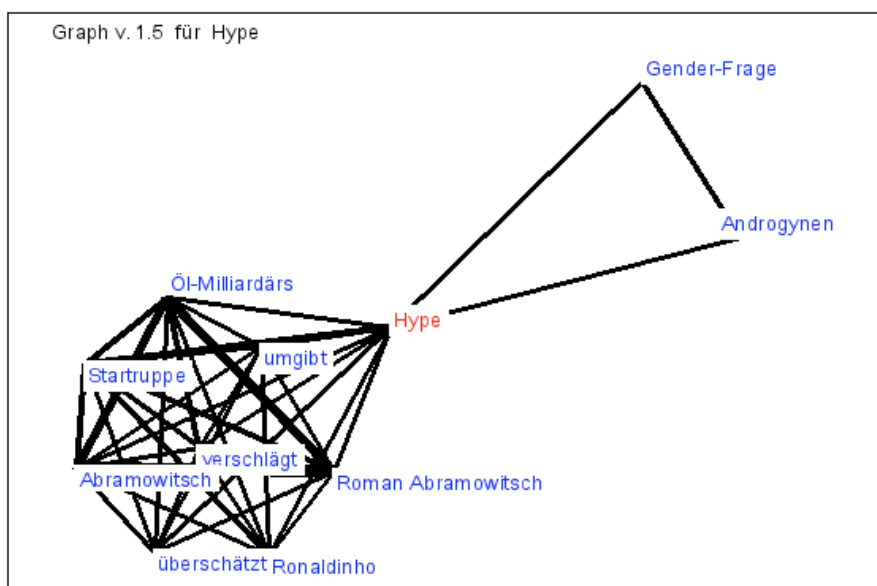 Graph v. 1.5 für Hype
Gender-Frage
Androgynen
Öl-Milliardärs
Hype
umgibt
Startruppe
verschlägt
Abramowitsch
Roman Abramowitsch
überschätzt
Ronaldinho